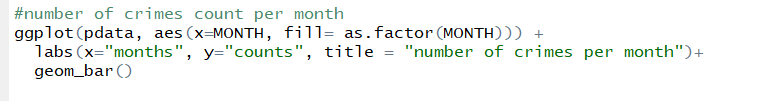 #number of crimes count per month
ggplot(pdata, aes(x=MONTH, fill= as.factor(MONTH))) +
  labs(x="months", y="counts", title = "number of crimes per month")+
  geom_bar()